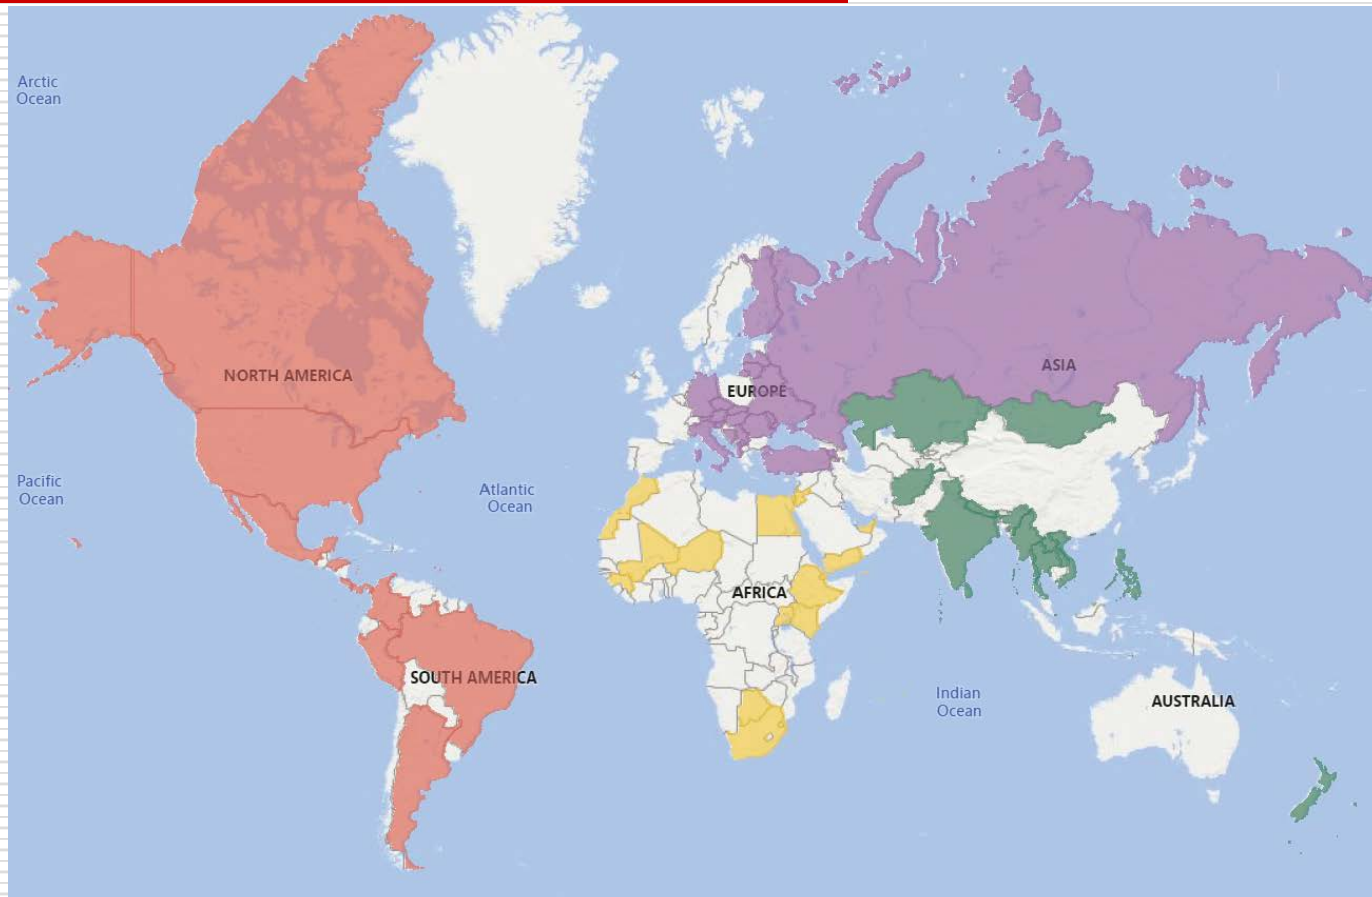 Arctic
Ocean
NORTH AMERICA
ASIA
EUROPE
Pacific
Ocean
Atlantic
Ocean
AFRICA
SOUTH AMERICA
Indian
Ocean
AUSTRALIA